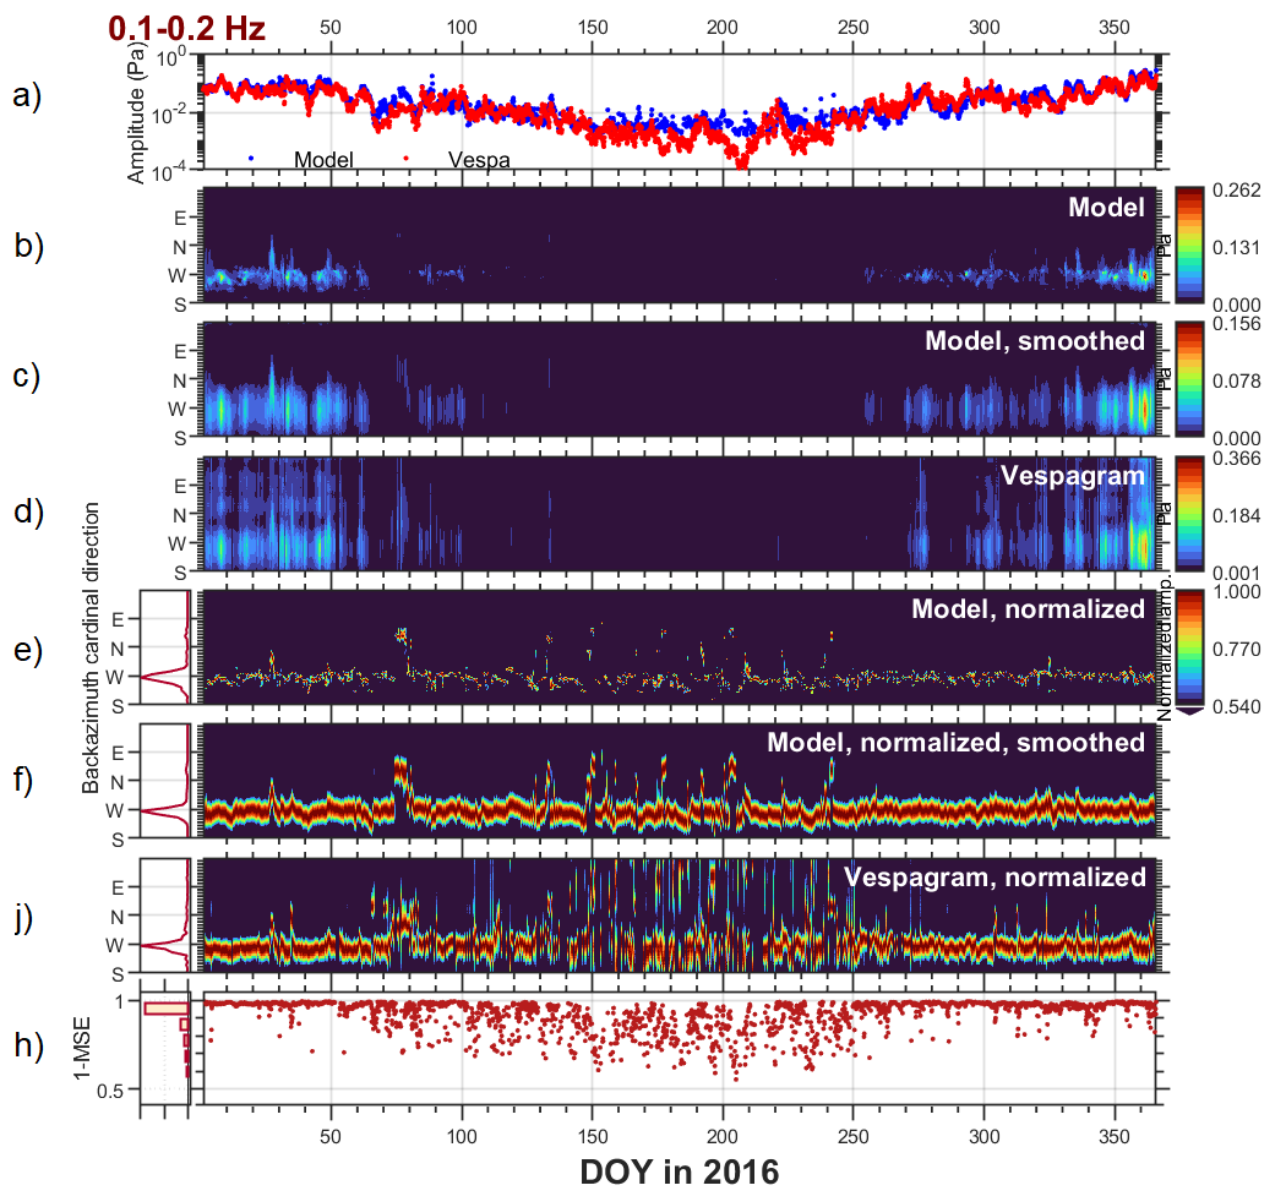 0.1-0.2 Hz
50 100 150 200 250 300 350
a)
Amplitude (Pa)
10^0
10^-2
10^-4
Model Vespa
b)
E
N
W
S
Model
Pa
0.262
0.131
0.000
c)
E
N
W
S
Model, smoothed
Pa
0.156
0.078
0.000
d)
E
N
W
S
Vespagram
Pa
0.366
0.184
0.001
Backazimuth cardinal direction
e)
E
N
W
S
Model, normalized
Normalized amp.
1.000
0.770
0.540
f)
E
N
W
S
Model, normalized, smoothed
j)
E
N
W
S
Vespagram, normalized
h)
1-MSE
1
0.5
50 100 150 200 250 300 350
DOY in 2016